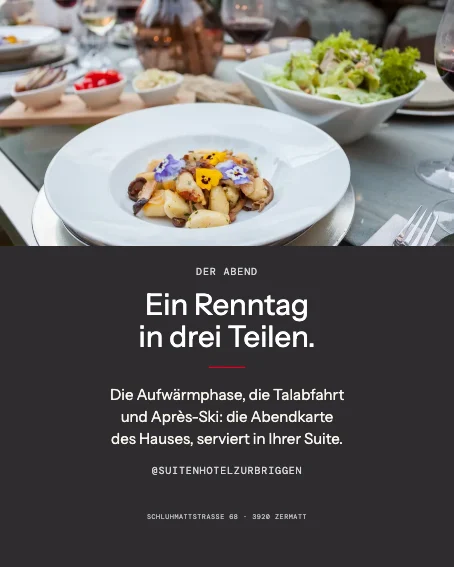 DER ABEND
Ein Renntag
in drei Teilen.
Die Aufwärmphase, die Talabfahrt
und Après-Ski: die Abendkarte
des Hauses, serviert in Ihrer Suite.
@SUITENHOTELZURBRIGGEN
SCHLUHMATTSTRASSE 68 · 3920 ZERMATT